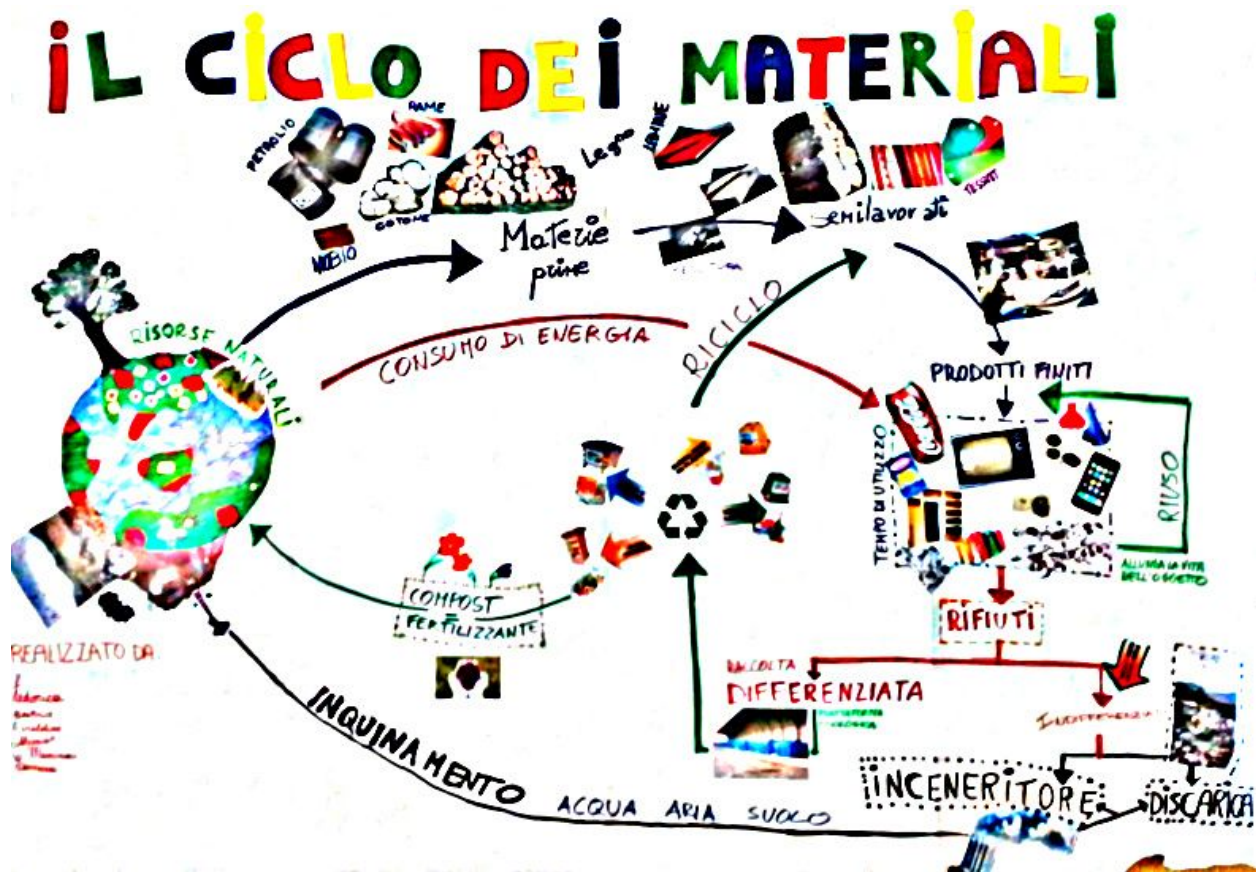 IL CICLO DEI MATERIALI
PETROLIO
RAME
COTONE
Legno
LAMINE
TESSUTI
Materie
prime
Semilavorati
RISORSE NATURALI
CONSUMO DI ENERGIA
RICICLO
PRODOTTI FINITI
TEMPO DI UTILIZZO
RIUSO
ALLUNGA LA VITA
DELL'OGGETTO
COMPOST
=
FERTILIZZANTE
RIFIUTI
REALIZZATO DA:
RACCOLTA
DIFFERENZIATA
INCENERITORE
DISCARICA
INQUINAMENTO
ACQUA ARIA SUOLO